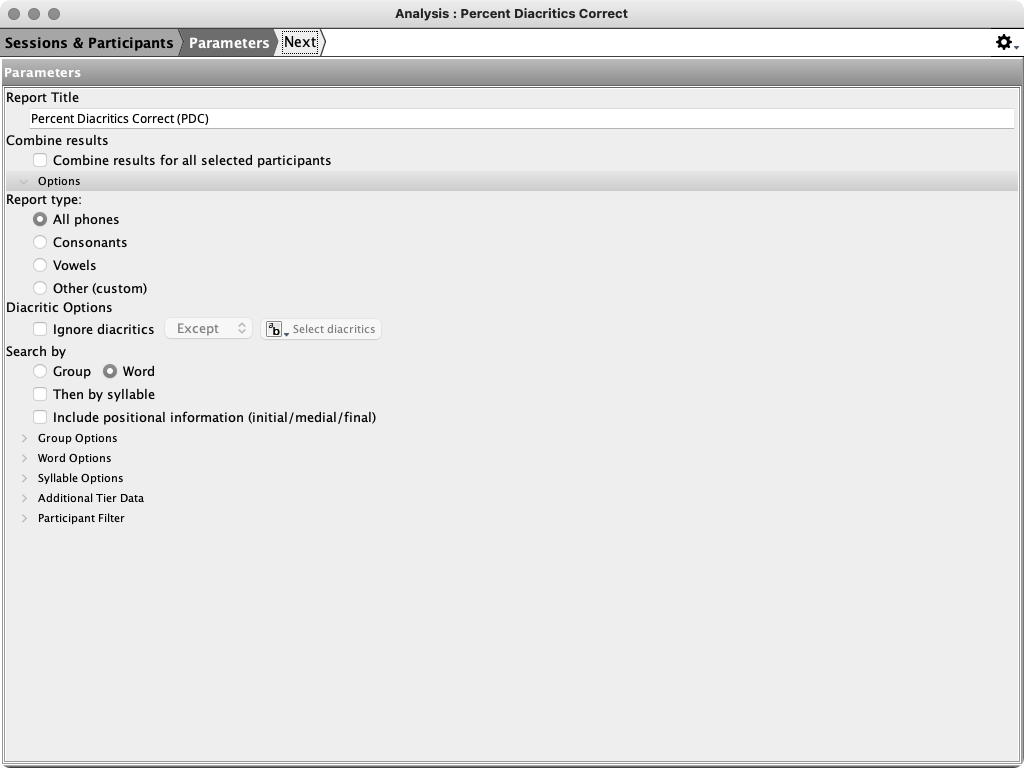 Analysis : Percent Diacritics Correct
Sessions & Participants Parameters Next
Parameters
Report Title
Percent Diacritics Correct (PDC)
Combine results
Combine results for all selected participants
Options
Report type:
All phones
Consonants
Vowels
Other (custom)
Diacritic Options
Ignore diacritics Except ab Select diacritics
Search by
Group Word
Then by syllable
Include positional information (initial/medial/final)
Group Options
Word Options
Syllable Options
Additional Tier Data
Participant Filter